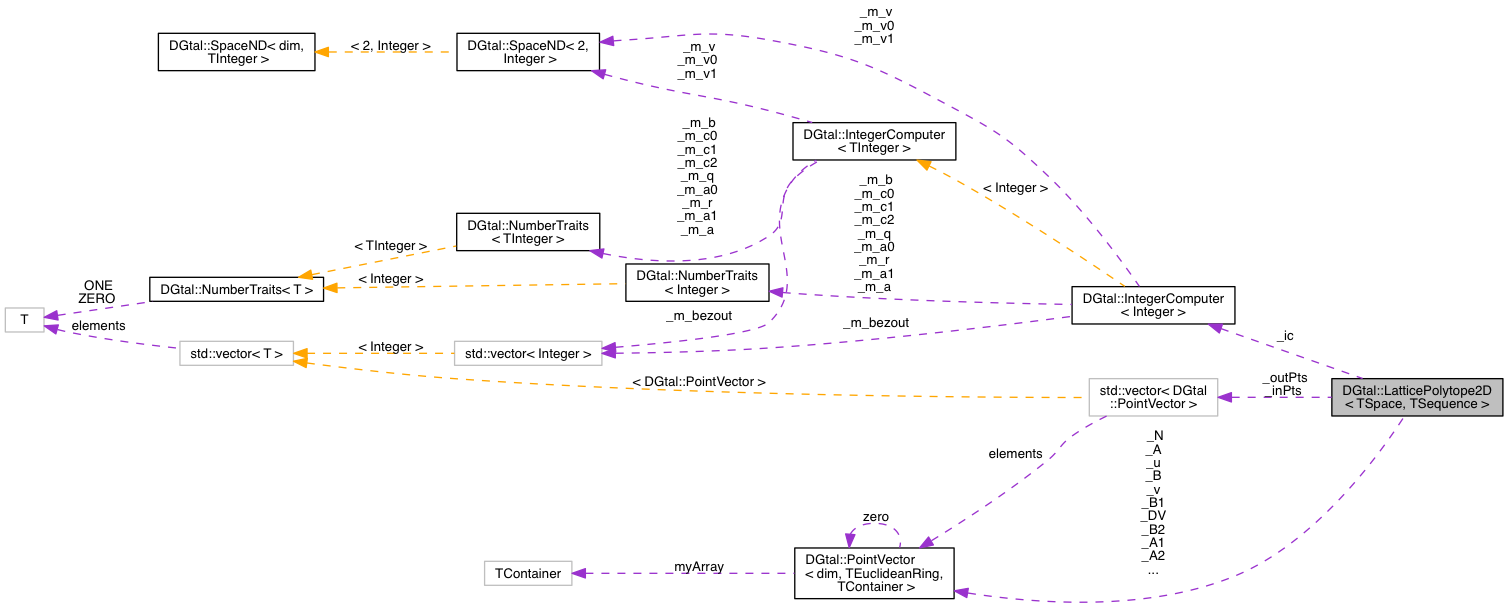 _m_v
_m_v0
_m_v1
DGtal::SpaceND< dim,
TInteger >
< 2, Integer >
DGtal::SpaceND< 2,
Integer >
_m_v
_m_v0
_m_v1
_m_b
_m_c0
_m_c1
_m_c2
_m_q
_m_a0
_m_r
_m_a1
_m_a
DGtal::IntegerComputer
< TInteger >
_m_b
_m_c0
_m_c1
_m_c2
_m_q
_m_a0
_m_r
_m_a1
_m_a
< Integer >
DGtal::NumberTraits
< TInteger >
< TInteger >
DGtal::NumberTraits
< Integer >
< Integer >
DGtal::NumberTraits< T >
ONE
ZERO
T
elements
DGtal::IntegerComputer
< Integer >
_m_bezout
_m_bezout
_ic
std::vector< T >
< Integer >
std::vector< Integer >
< DGtal::PointVector >
std::vector< DGtal
::PointVector >
_outPts
_inPts
DGtal::LatticePolytope2D
< TSpace, TSequence >
elements
_N
_A
_u
_B
_v
_B1
_DV
_B2
_A1
_A2
...
zero
TContainer
myArray
DGtal::PointVector
< dim, TEuclideanRing,
TContainer >